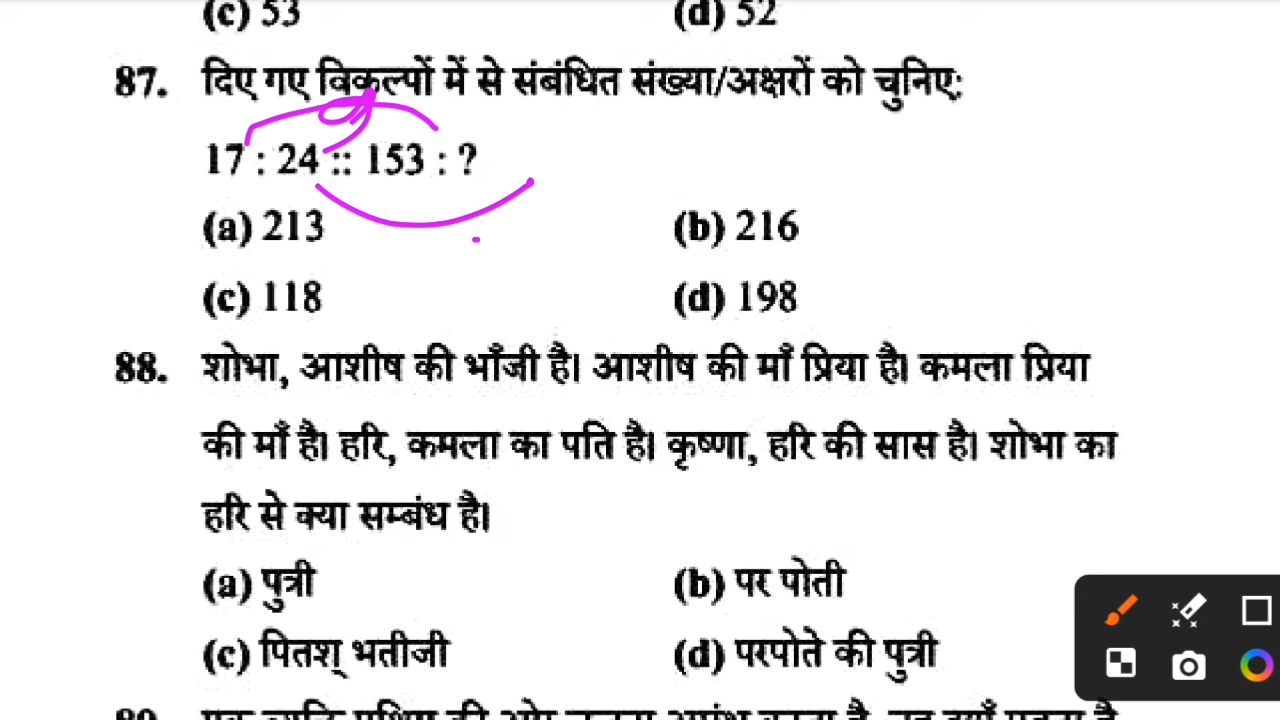 (c) 53 (d) 52
87. दिए गए विकल्पों में से संबंधित संख्या/अक्षरों को चुनिए:
17 : 24 :: 153 : ?
(a) 213 (b) 216
(c) 118 (d) 198
88. शोभा, आशीष की भाँजी है। आशीष की माँ प्रिया है। कमला प्रिया
की माँ है। हरि, कमला का पति है। कृष्णा, हरि की सास है। शोभा का
हरि से क्या सम्बंध है।
(a) पुत्री (b) पर पोती
(c) पितश् भतीजी (d) परपोते की पुत्री